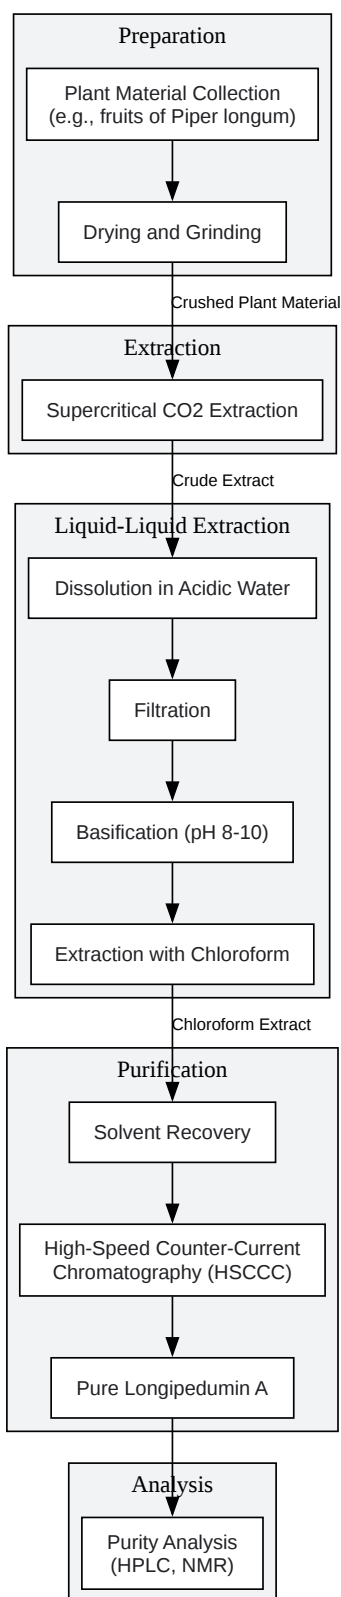 Preparation
Plant Material Collection
(e.g., fruits of Piper longum)
Drying and Grinding
Crushed Plant Material
Extraction
Supercritical CO2 Extraction
Crude Extract
Liquid-Liquid Extraction
Dissolution in Acidic Water
Filtration
Basification (pH 8-10)
Extraction with Chloroform
Chloroform Extract
Purification
Solvent Recovery
High-Speed Counter-Current
Chromatography (HSCCC)
Pure Longipedumin A
Analysis
Purity Analysis
(HPLC, NMR)